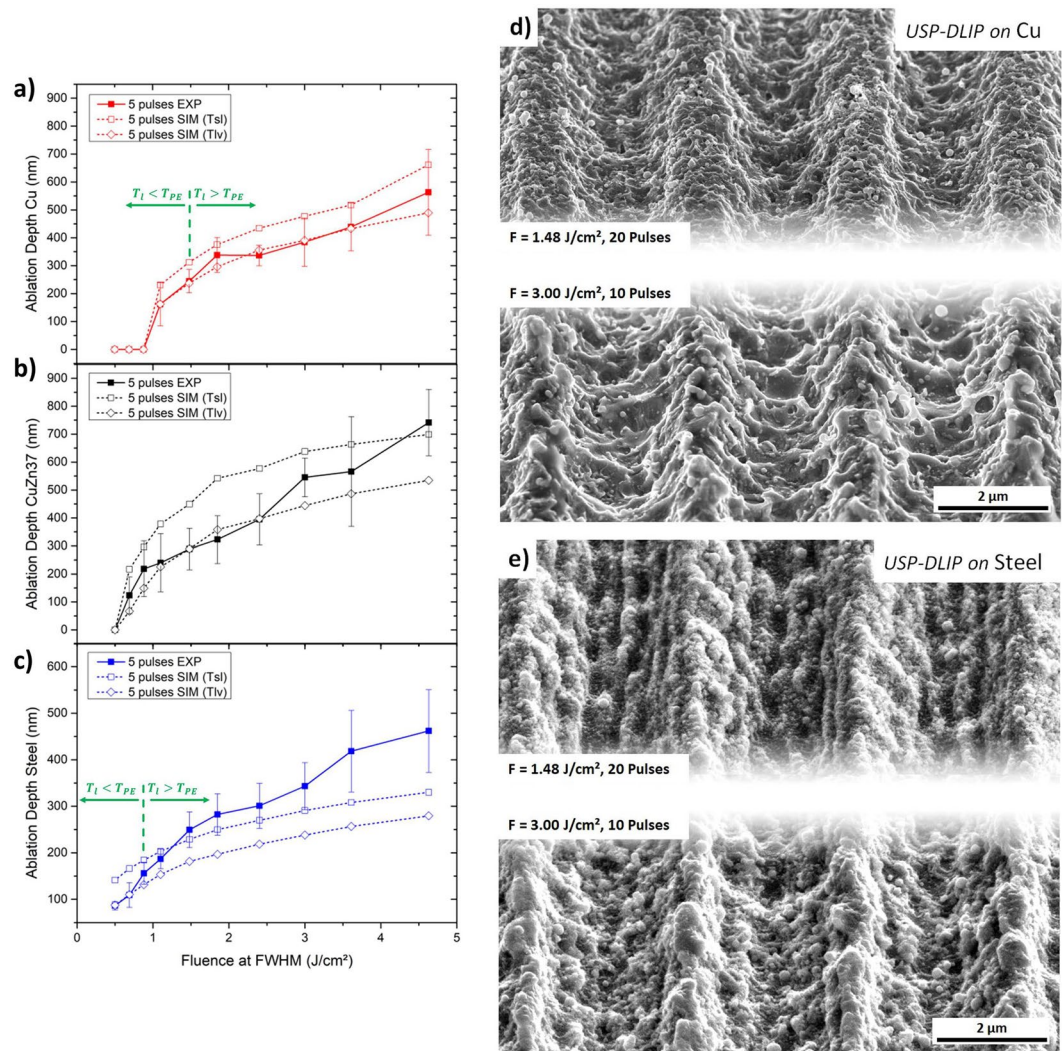 a)
Ablation Depth Cu (nm)
900
800
700
600
500
400
300
200
100
0
5 pulses EXP
5 pulses SIM (Tsl)
5 pulses SIM (Tlv)
T_l < T_PE
T_l > T_PE
b)
Ablation Depth CuZn37 (nm)
900
800
700
600
500
400
300
200
100
0
5 pulses EXP
5 pulses SIM (Tsl)
5 pulses SIM (Tlv)
c)
Ablation Depth Steel (nm)
600
500
400
300
200
100
5 pulses EXP
5 pulses SIM (Tsl)
5 pulses SIM (Tlv)
T_l < T_PE
T_l > T_PE
0 1 2 3 4 5
Fluence at FWHM (J/cm²)
d)
USP-DLIP on Cu
F = 1.48 J/cm², 20 Pulses
F = 3.00 J/cm², 10 Pulses
2 µm
e)
USP-DLIP on Steel
F = 1.48 J/cm², 20 Pulses
F = 3.00 J/cm², 10 Pulses
2 µm